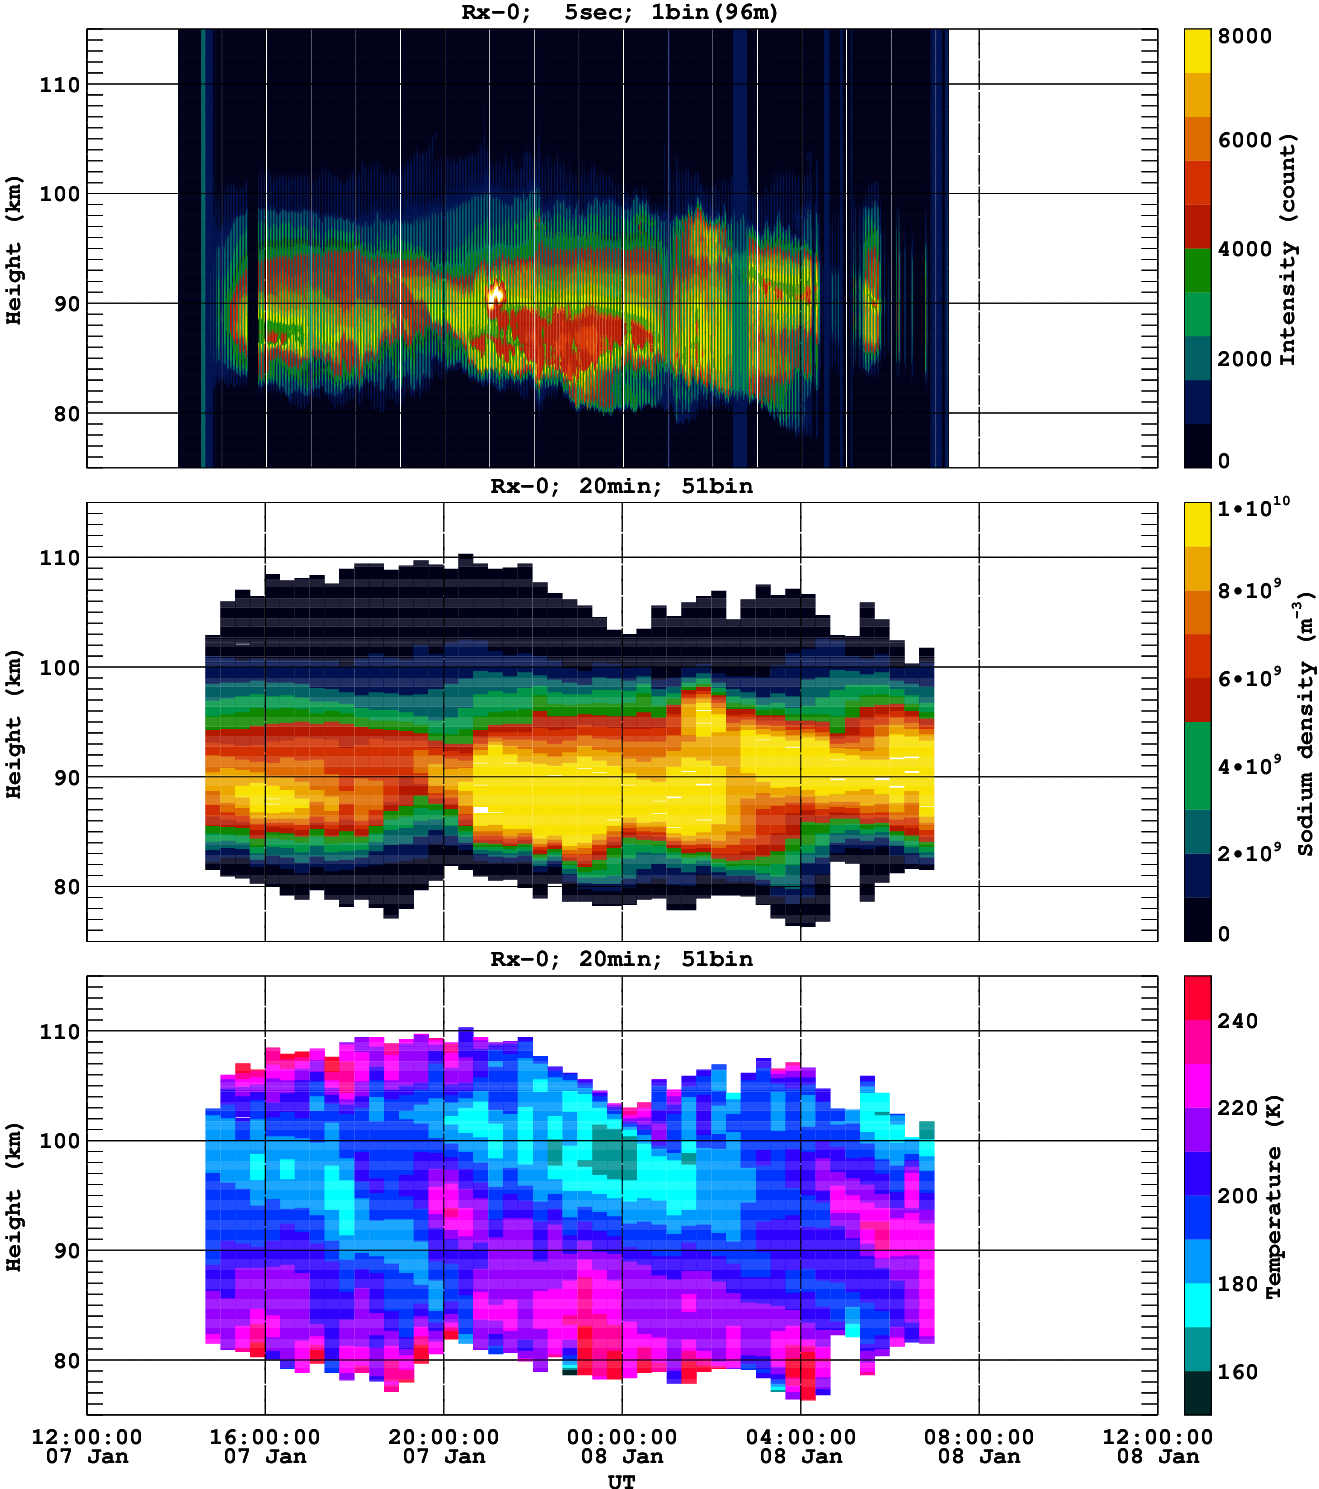 Rx-0;  5sec; 1bin(96m)
110
100
90
80
Height (km)
8000
6000
4000
2000
0
Intensity (count)
Rx-0; 20min; 51bin
110
100
90
80
Height (km)
1•10¹⁰
8•10⁹
6•10⁹
4•10⁹
2•10⁹
0
Sodium density (m⁻³)
Rx-0; 20min; 51bin
110
100
90
80
Height (km)
240
220
200
180
160
Temperature (K)
12:00:00 16:00:00 20:00:00 00:00:00 04:00:00 08:00:00 12:00:00
07 Jan 07 Jan 07 Jan 08 Jan 08 Jan 08 Jan 08 Jan
UT